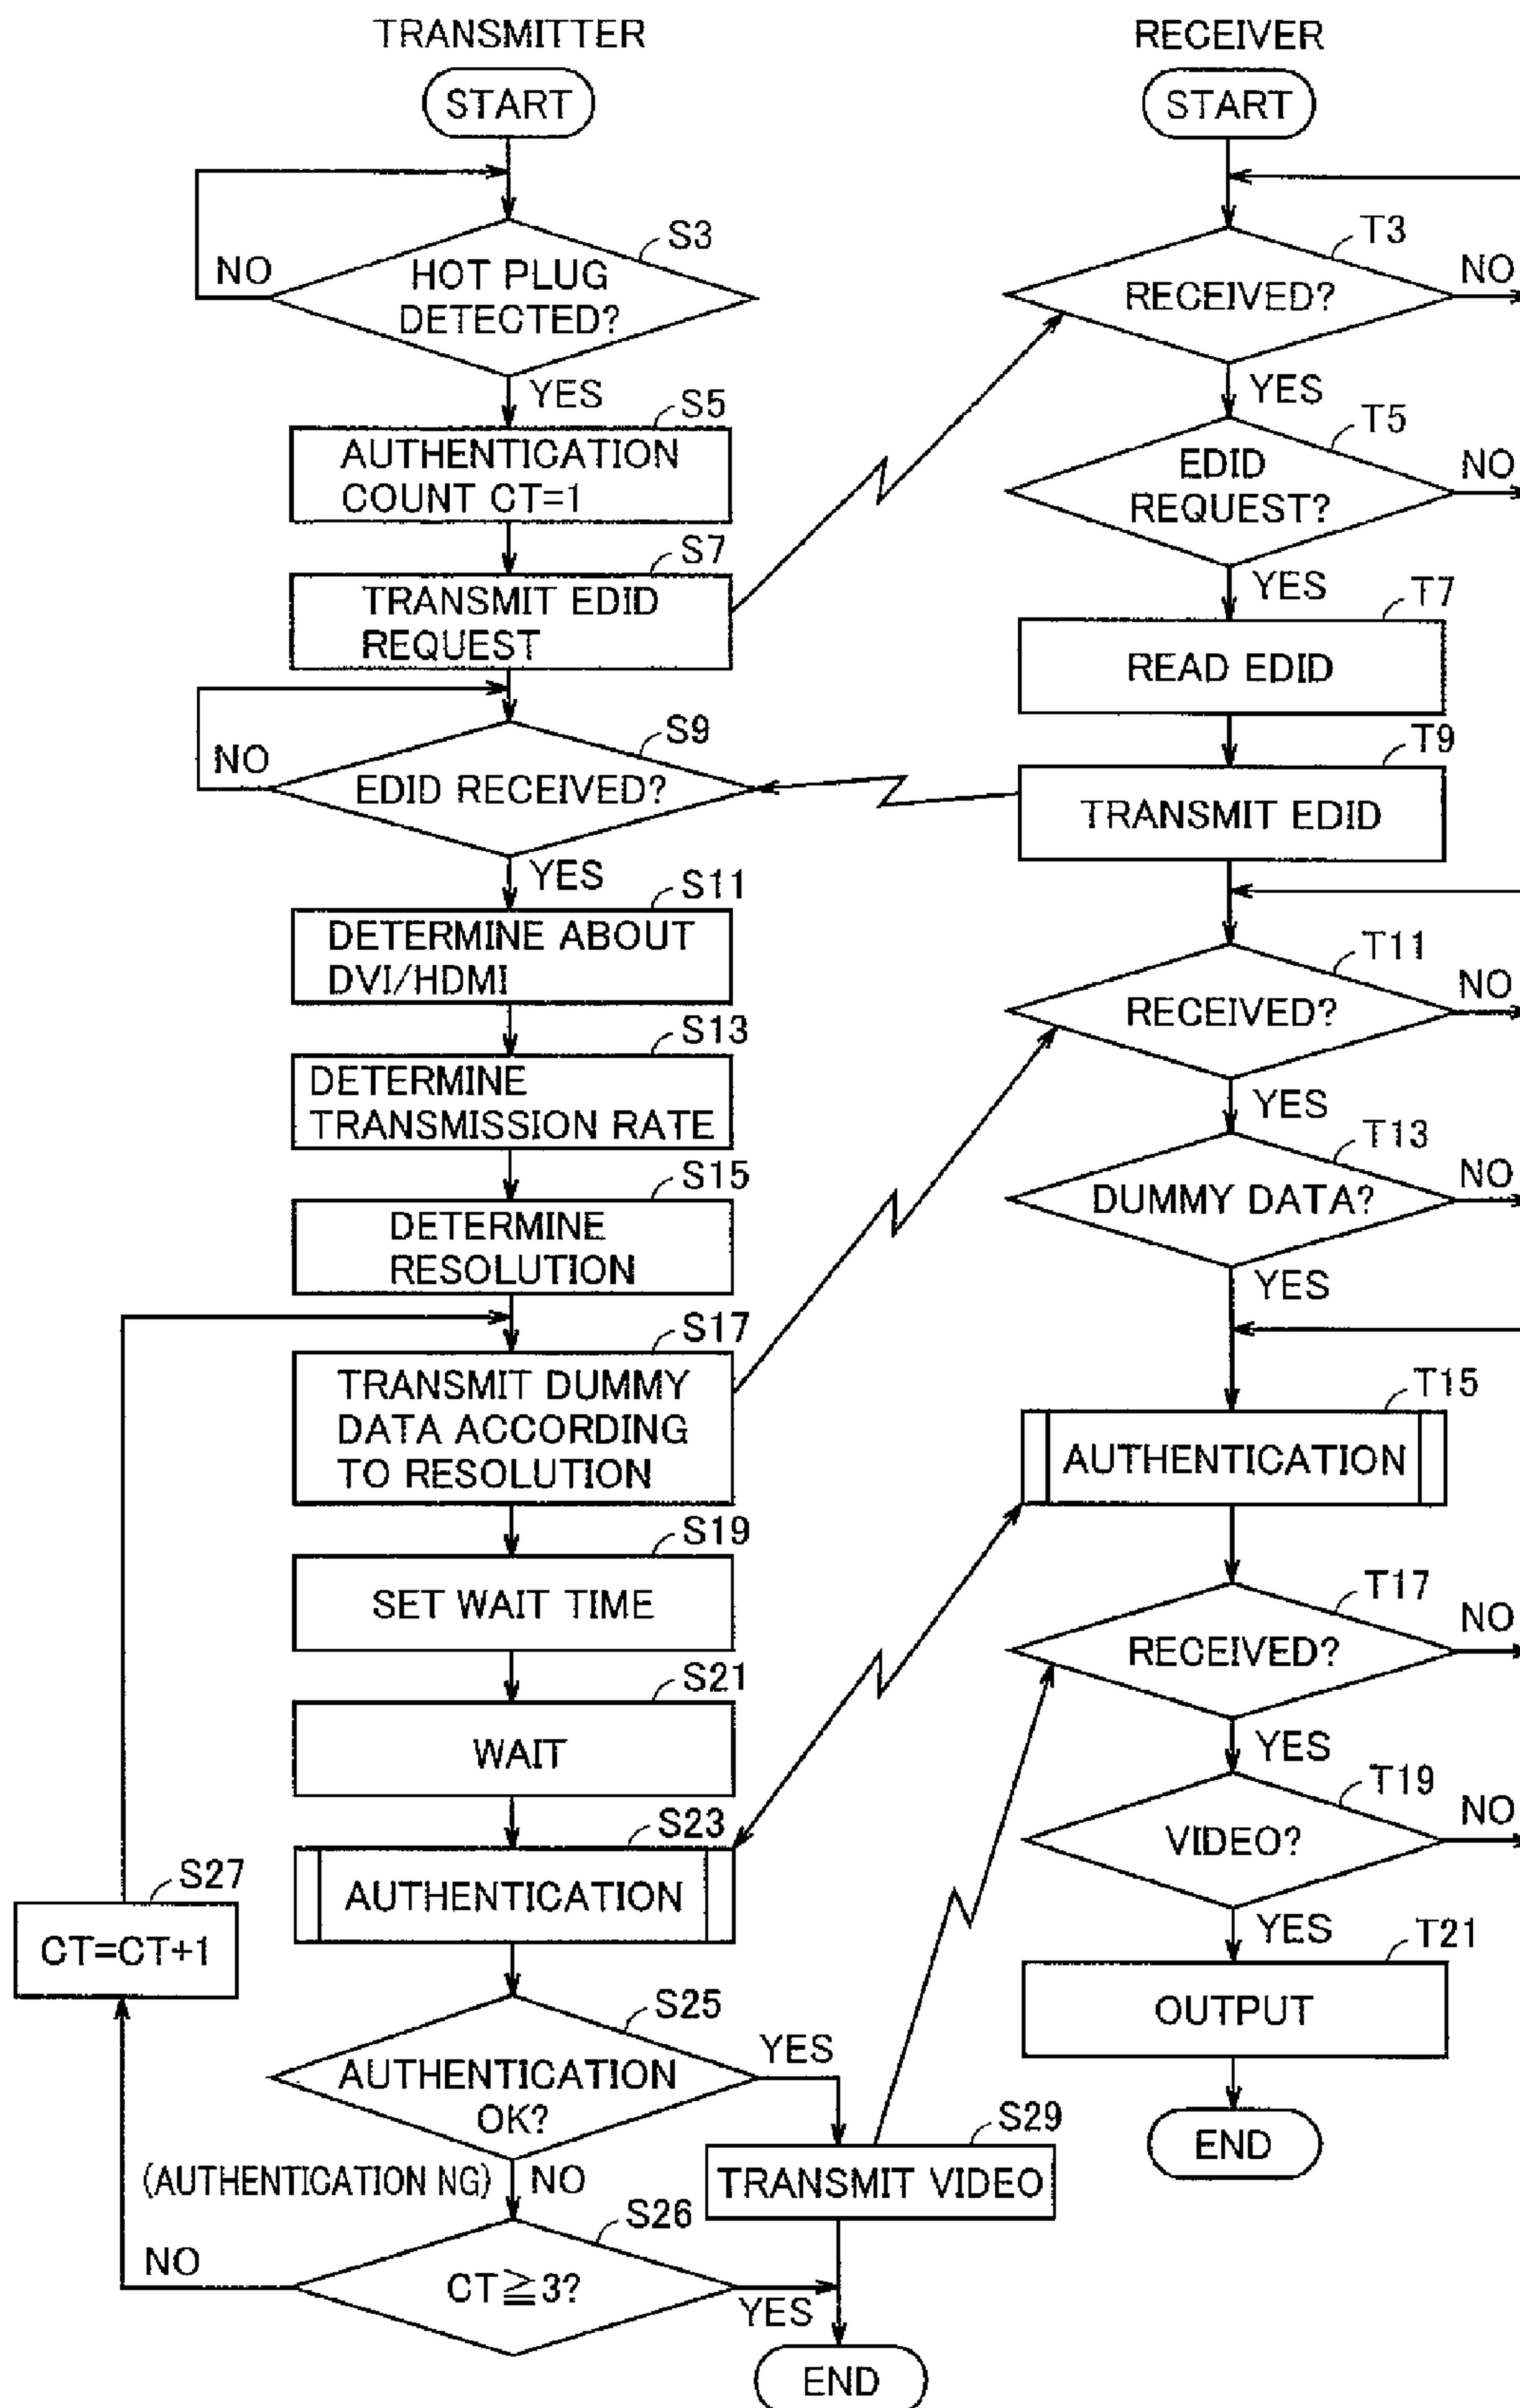 TRANSMITTER
START
S3
HOT PLUG
DETECTED?
NO
YES
S5
AUTHENTICATION
COUNT CT=1
S7
TRANSMIT EDID
REQUEST
S9
EDID RECEIVED?
NO
YES
S11
DETERMINE ABOUT
DVI/HDMI
S13
DETERMINE
TRANSMISSION RATE
S15
DETERMINE
RESOLUTION
S17
TRANSMIT DUMMY
DATA ACCORDING
TO RESOLUTION
S19
SET WAIT TIME
S21
WAIT
S23
AUTHENTICATION
S27
CT=CT+1
S25
AUTHENTICATION
OK?
YES
(AUTHENTICATION NG)
NO
S29
TRANSMIT VIDEO
S26
CT≧3?
NO
YES
END
RECEIVER
START
T3
RECEIVED?
NO
YES
T5
EDID
REQUEST?
NO
YES
T7
READ EDID
T9
TRANSMIT EDID
T11
RECEIVED?
NO
YES
T13
DUMMY DATA?
NO
YES
T15
AUTHENTICATION
T17
RECEIVED?
NO
YES
T19
VIDEO?
NO
YES
T21
OUTPUT
END